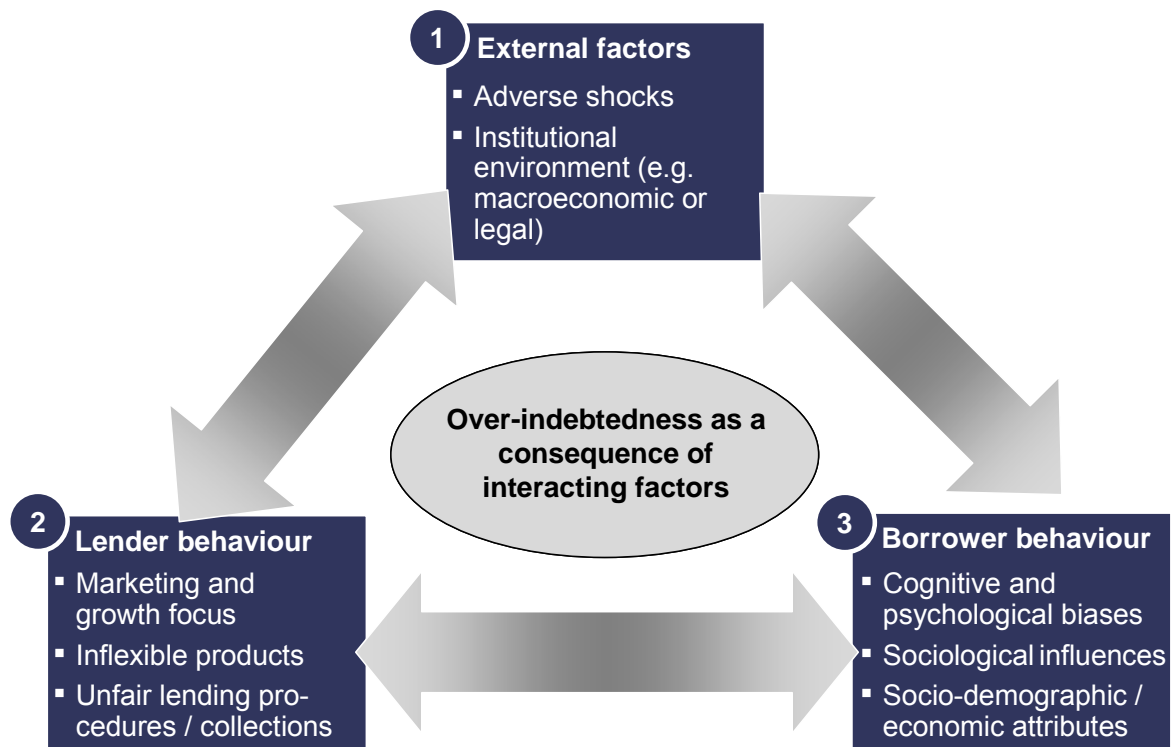 1
External factors
▪ Adverse shocks
▪ Institutional
environment (e.g.
macroeconomic or
legal)
Over-indebtedness as a
consequence of
interacting factors
2
Lender behaviour
▪ Marketing and
growth focus
▪ Inflexible products
▪ Unfair lending pro-
cedures / collections
3
Borrower behaviour
▪ Cognitive and
psychological biases
▪ Sociological influences
▪ Socio-demographic /
economic attributes